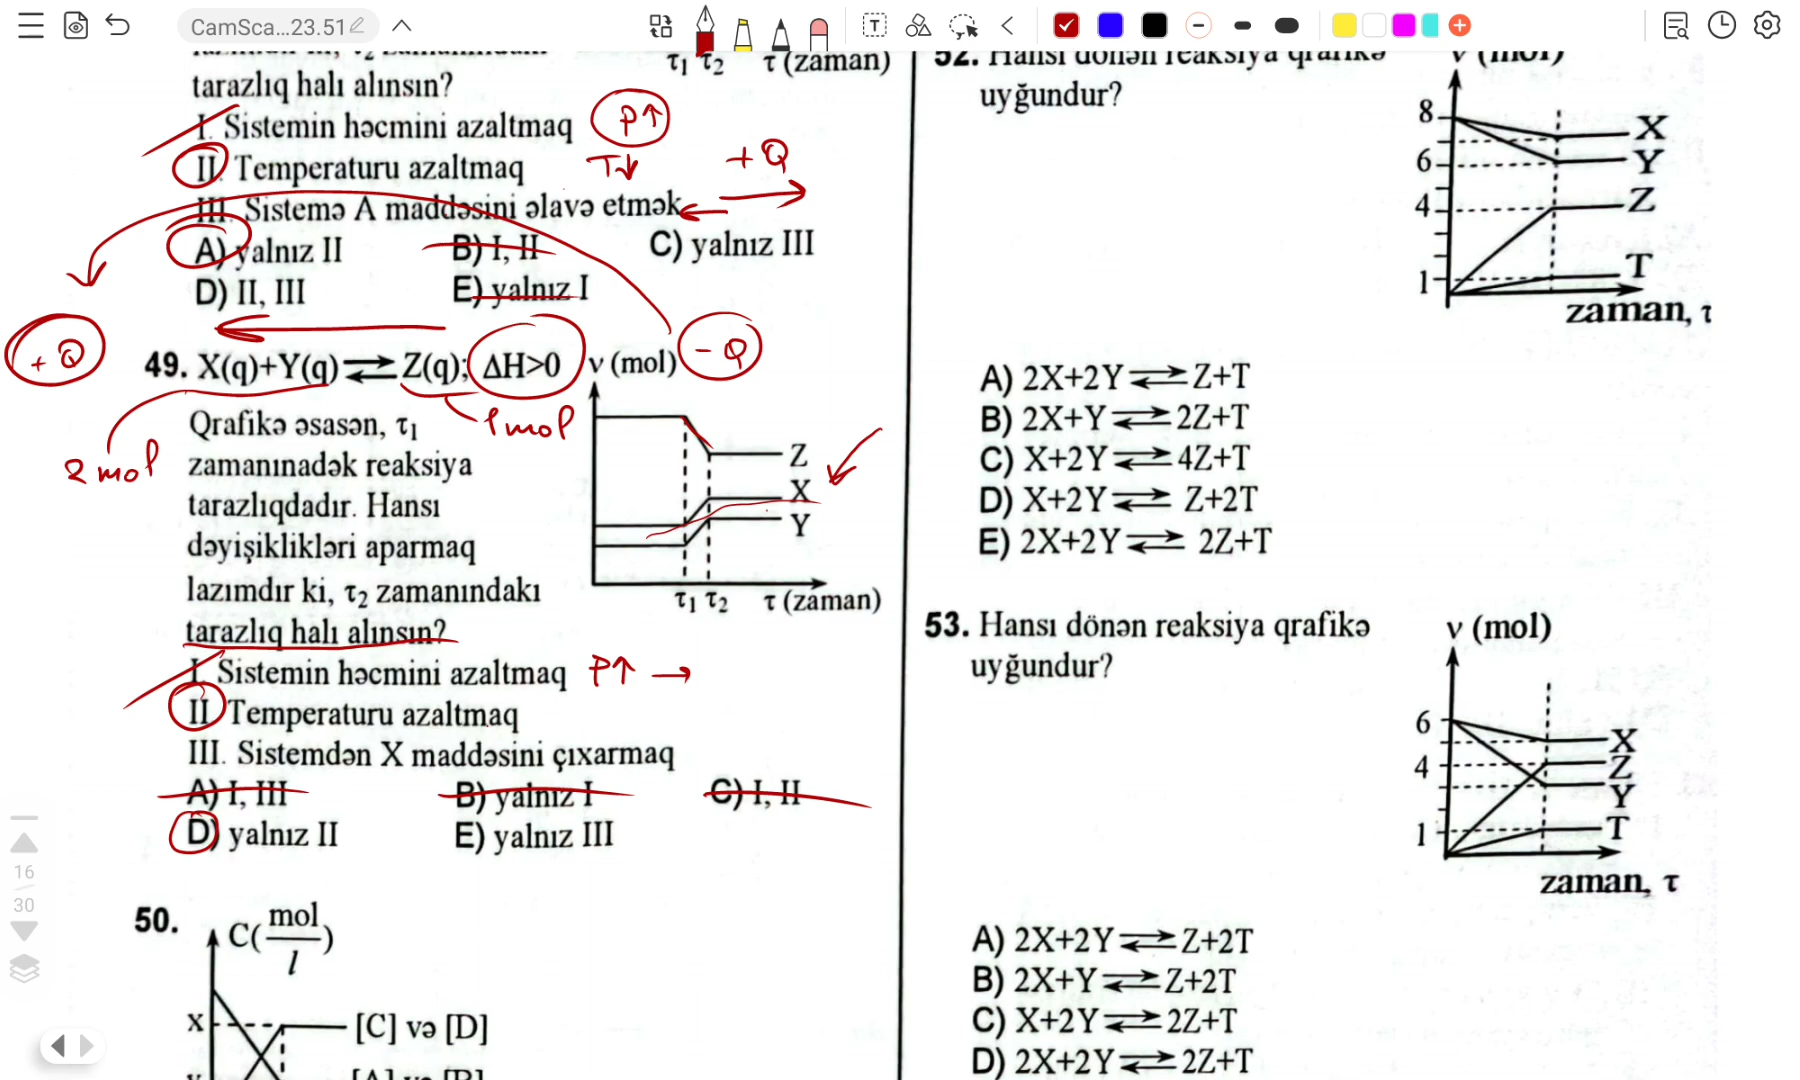 CamSca...23.51
τ₁ τ₂ τ (zaman)
tarazlıq halı alınsın?
I. Sistemin həcmini azaltmaq P↑
II. Temperaturu azaltmaq T↓ +Q
III. Sistemə A maddəsini əlavə etmək
A) yalnız II B) I, II C) yalnız III
D) II, III E) yalnız I
+Q
49. X(q)+Y(q)⇄Z(q); ΔH>0 ν (mol) -Q
1 mol
2 mol
Qrafikə əsasən, τ₁
zamanınadək reaksiya
tarazlıqdadır. Hansı
dəyişiklikləri aparmaq
lazımdır ki, τ₂ zamanındakı
tarazlıq halı alınsın?
Z
X
Y
τ₁ τ₂ τ (zaman)
I. Sistemin həcmini azaltmaq P↑ →
II. Temperaturu azaltmaq
III. Sistemdən X maddəsini çıxarmaq
A) I, III B) yalnız I C) I, II
D) yalnız II E) yalnız III
50. C(mol/l)
x [C] və [D]
52. Hansı dönən reaksiya qrafikə
uyğundur?
ν (mol)
8 X
6 Y
4 Z
1 T
zaman, τ
A) 2X+2Y⇄Z+T
B) 2X+Y⇄2Z+T
C) X+2Y⇄4Z+T
D) X+2Y⇄ Z+2T
E) 2X+2Y⇄ 2Z+T
53. Hansı dönən reaksiya qrafikə
uyğundur?
ν (mol)
6 X
4 Z
Y
1 T
zaman, τ
A) 2X+2Y⇄Z+2T
B) 2X+Y⇄Z+2T
C) X+2Y⇄2Z+T
D) 2X+2Y⇄2Z+T
16
30